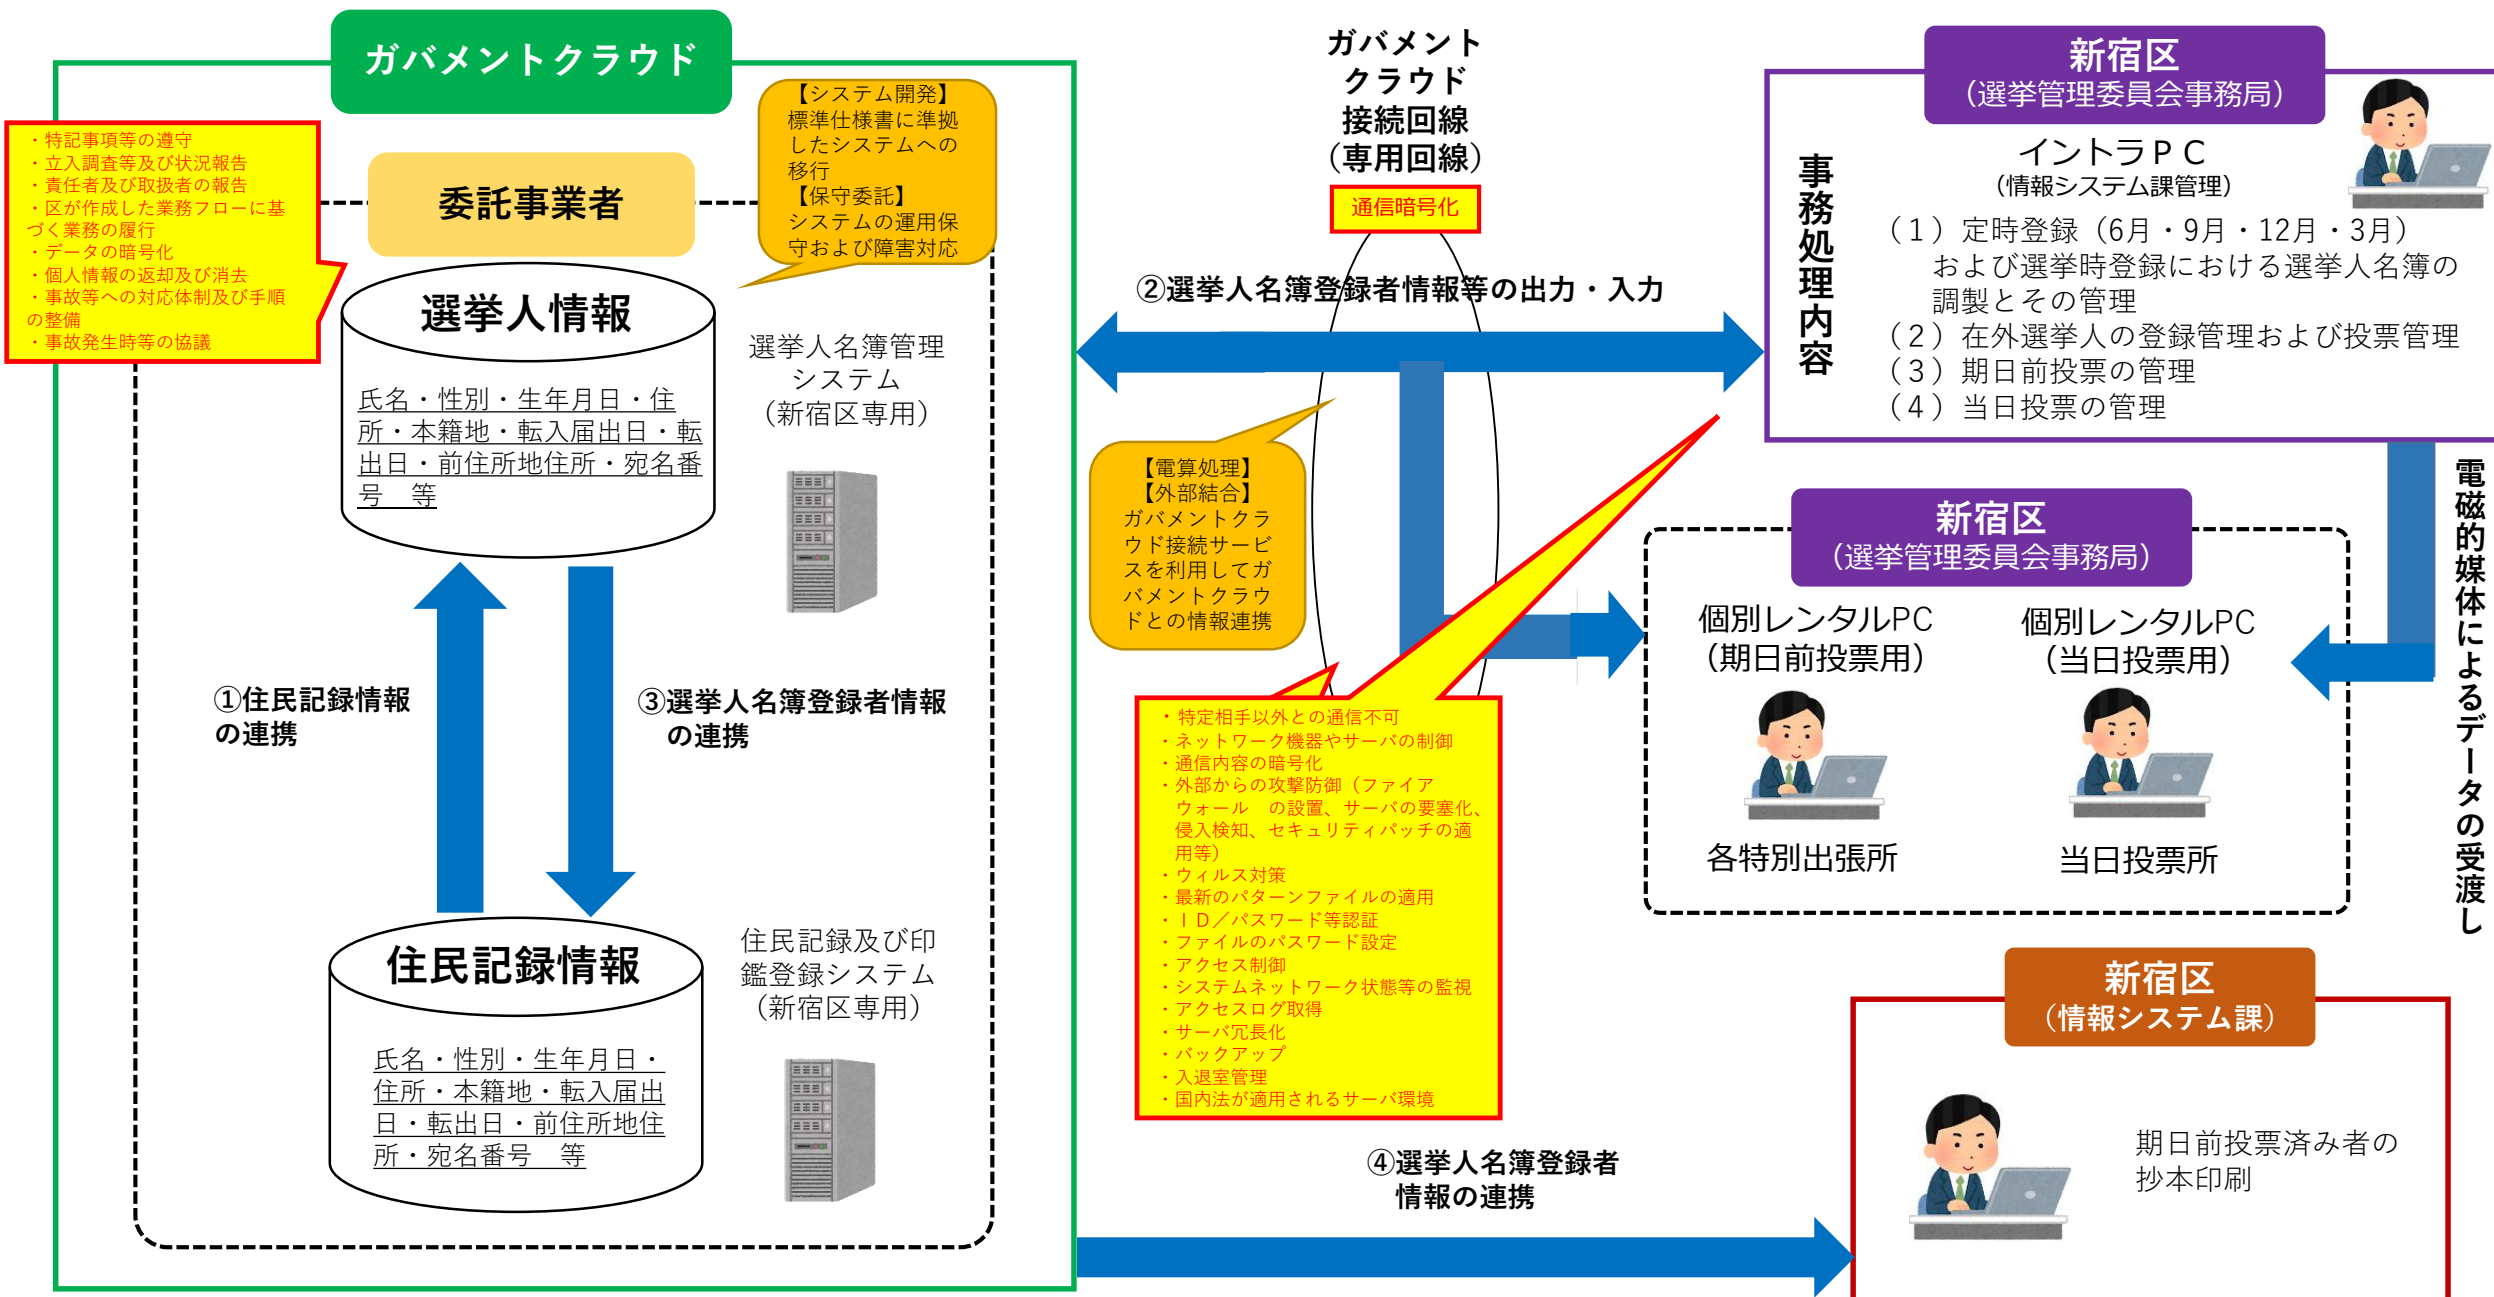 ガバメントクラウド
・特記事項等の遵守
・立入調査等及び状況報告
・責任者及び取扱者の報告
・区が作成した業務フローに基
づく業務の履行
・データの暗号化
・個人情報の返却及び消去
・事故等への対応体制及び手順
の整備
・事故発生時等の協議
委託事業者
【システム開発】
標準仕様書に準拠
したシステムへの
移行
【保守委託】
システムの運用保
守および障害対応
選挙人情報
氏名・性別・生年月日・住
所・本籍地・転入届出日・転
出日・前住所地住所・宛名番
号　等
選挙人名簿管理
システム
（新宿区専用）
①住民記録情報
の連携
③選挙人名簿登録者情報
の連携
住民記録情報
氏名・性別・生年月日・
住所・本籍地・転入届出
日・転出日・前住所地住
所・宛名番号　等
住民記録及び印
鑑登録システム
（新宿区専用）
ガバメント
クラウド
接続回線
（専用回線）
通信暗号化
②選挙人名簿登録者情報等の出力・入力
【電算処理】
【外部結合】
ガバメントクラ
ウド接続サービ
スを利用してガ
バメントクラウ
ドとの情報連携
・特定相手以外との通信不可
・ネットワーク機器やサーバの制御
・通信内容の暗号化
・外部からの攻撃防御（ファイア
ウォール　の設置、サーバの要塞化、
侵入検知、セキュリティパッチの適
用等）
・ウィルス対策
・最新のパターンファイルの適用
・ＩＤ／パスワード等認証
・ファイルのパスワード設定
・アクセス制御
・システムネットワーク状態等の監視
・アクセスログ取得
・サーバ冗長化
・バックアップ
・入退室管理
・国内法が適用されるサーバ環境
④選挙人名簿登録者
情報の連携
新宿区
（選挙管理委員会事務局）
事務処理内容
イントラＰＣ
（情報システム課管理）
（１）定時登録（6月・9月・12月・3月）
および選挙時登録における選挙人名簿の
調製とその管理
（２）在外選挙人の登録管理および投票管理
（３）期日前投票の管理
（４）当日投票の管理
電磁的媒体によるデータの受渡し
新宿区
（選挙管理委員会事務局）
個別レンタルPC
（期日前投票用）
各特別出張所
個別レンタルPC
（当日投票用）
当日投票所
新宿区
（情報システム課）
期日前投票済み者の
抄本印刷